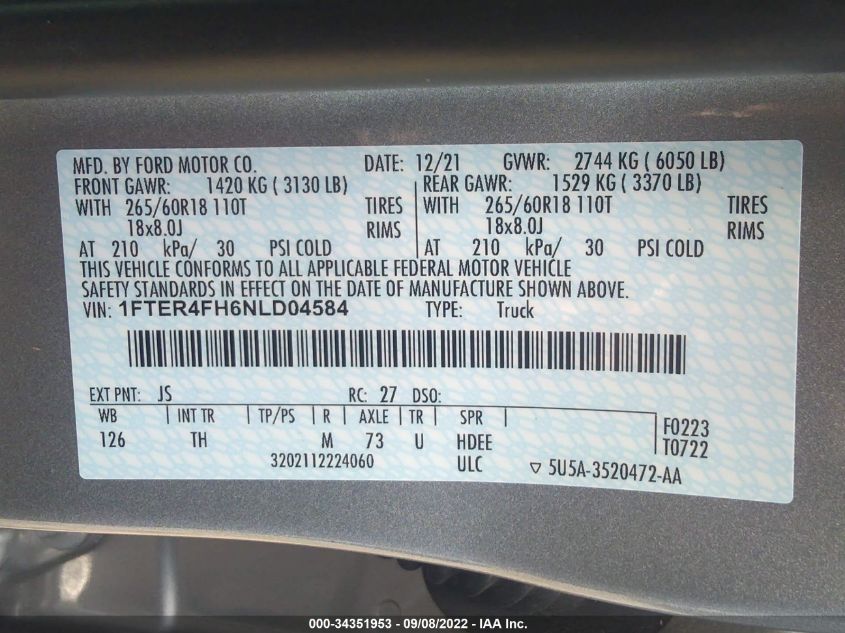 MFD. BY FORD MOTOR CO. DATE: 12/21 GVWR: 2744 KG ( 6050 LB)
FRONT GAWR: 1420 KG ( 3130 LB) REAR GAWR: 1529 KG ( 3370 LB)
WITH 265/60R18 110T TIRES WITH 265/60R18 110T TIRES
18x8.0J RIMS 18x8.0J RIMS
AT 210 kPa/ 30 PSI COLD AT 210 kPa/ 30 PSI COLD
THIS VEHICLE CONFORMS TO ALL APPLICABLE FEDERAL MOTOR VEHICLE
SAFETY STANDARDS IN EFFECT ON THE DATE OF MANUFACTURE SHOWN ABOVE.
VIN: 1FTER4FH6NLD04584 TYPE: Truck
EXT PNT: JS RC: 27 DSO:
WB INT TR TP/PS R AXLE TR SPR F0223
126 TH M 73 U HDEE T0722
3202112224060 ULC ▽ 5U5A-3520472-AA
000-34351953 - 09/08/2022 - IAA Inc.